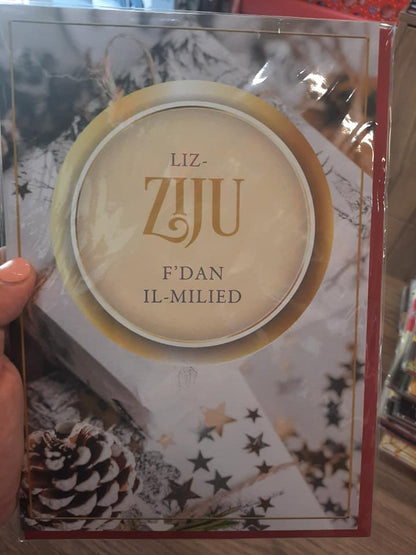 LIZ-
ZIJU
F'DAN
IL-MILIED